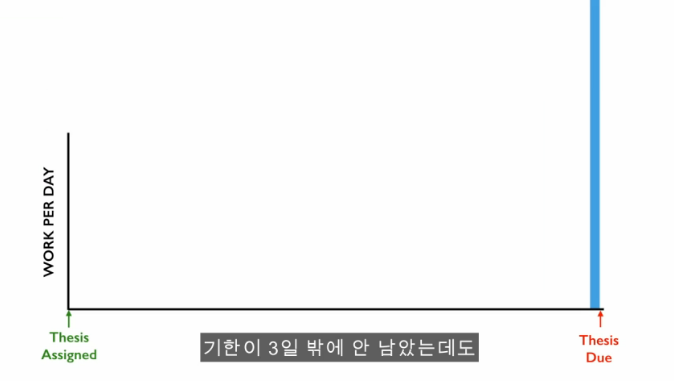 WORK PER DAY
Thesis
Assigned
기한이 3일 밖에 안 남았는데도
Thesis
Due